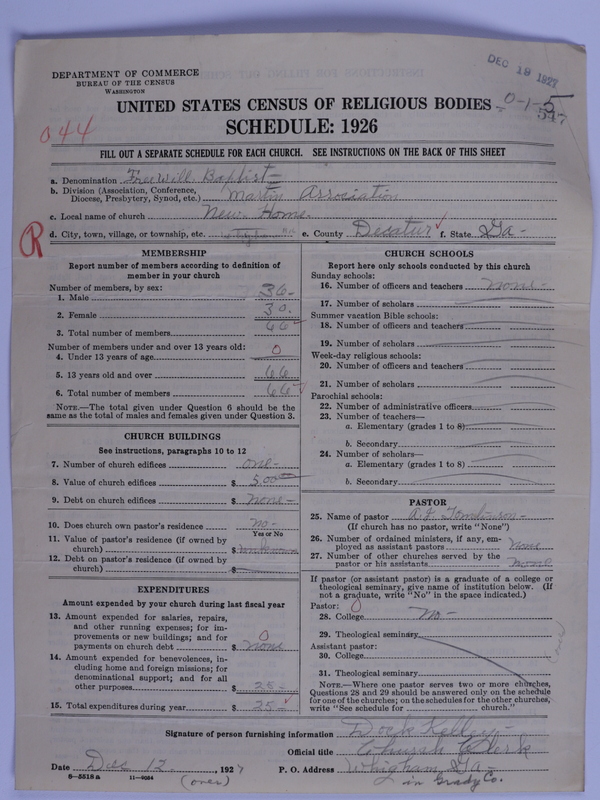 DEC 19 1927
DEPARTMENT OF COMMERCE
BUREAU OF THE CENSUS
WASHINGTON
UNITED STATES CENSUS OF RELIGIOUS BODIES
0-1-5
547
044
SCHEDULE: 1926
FILL OUT A SEPARATE SCHEDULE FOR EACH CHURCH. SEE INSTRUCTIONS ON THE BACK OF THIS SHEET
a. Denomination Free Will Baptist
b. Division (Association, Conference, Diocese, Presbytery, Synod, etc.) Martin Association
c. Local name of church New Home
R
d. City, town, village, or township, etc. e. County Decatur f. State Ga-
MEMBERSHIP
Report number of members according to definition of member in your church
Number of members, by sex:
1. Male 36-
2. Female 30.
3. Total number of members 66
Number of members under and over 13 years old:
4. Under 13 years of age 0
5. 13 years old and over 66
6. Total number of members 66
NOTE.—The total given under Question 6 should be the same as the total of males and females given under Question 3.
CHURCH BUILDINGS
See instructions, paragraphs 10 to 12
7. Number of church edifices one-
8. Value of church edifices $ 500
9. Debt on church edifices $ none-
10. Does church own pastor's residence no-
Yes or No
11. Value of pastor's residence (if owned by church) $
12. Debt on pastor's residence (if owned by church) $
EXPENDITURES
Amount expended by your church during last fiscal year
13. Amount expended for salaries, repairs, and other running expenses; for improvements or new buildings; and for payments on church debt $ none 0
14. Amount expended for benevolences, including home and foreign missions; for denominational support; and for all other purposes $ 25-
15. Total expenditures during year $ 25-
CHURCH SCHOOLS
Report here only schools conducted by this church
Sunday schools:
16. Number of officers and teachers none-
17. Number of scholars
Summer vacation Bible schools:
18. Number of officers and teachers
19. Number of scholars
Week-day religious schools:
20. Number of officers and teachers
21. Number of scholars
Parochial schools:
22. Number of administrative officers
23. Number of teachers—
a. Elementary (grades 1 to 8)
b. Secondary
24. Number of scholars—
a. Elementary (grades 1 to 8)
b. Secondary
PASTOR
25. Name of pastor A. J. Tomlinson-
(If church has no pastor, write "None")
26. Number of ordained ministers, if any, employed as assistant pastors None
27. Number of other churches served by the pastor or his assistants None
If pastor (or assistant pastor) is a graduate of a college or theological seminary, give name of institution below. (If not a graduate, write "No" in the space indicated.)
Pastor: 0
28. College No-
29. Theological seminary
Assistant pastor:
30. College
31. Theological seminary
NOTE.—Where one pastor serves two or more churches, Questions 28 and 29 should be answered only on the schedule for one of the churches; on the schedules for the other churches, write "See schedule for church."
Signature of person furnishing information Dock Kelly-
Official title Church Clerk
Date Dec 12, 1927 P. O. Address Whigham Ga-
8-5518a 11-9064 (over) in Grady Co.